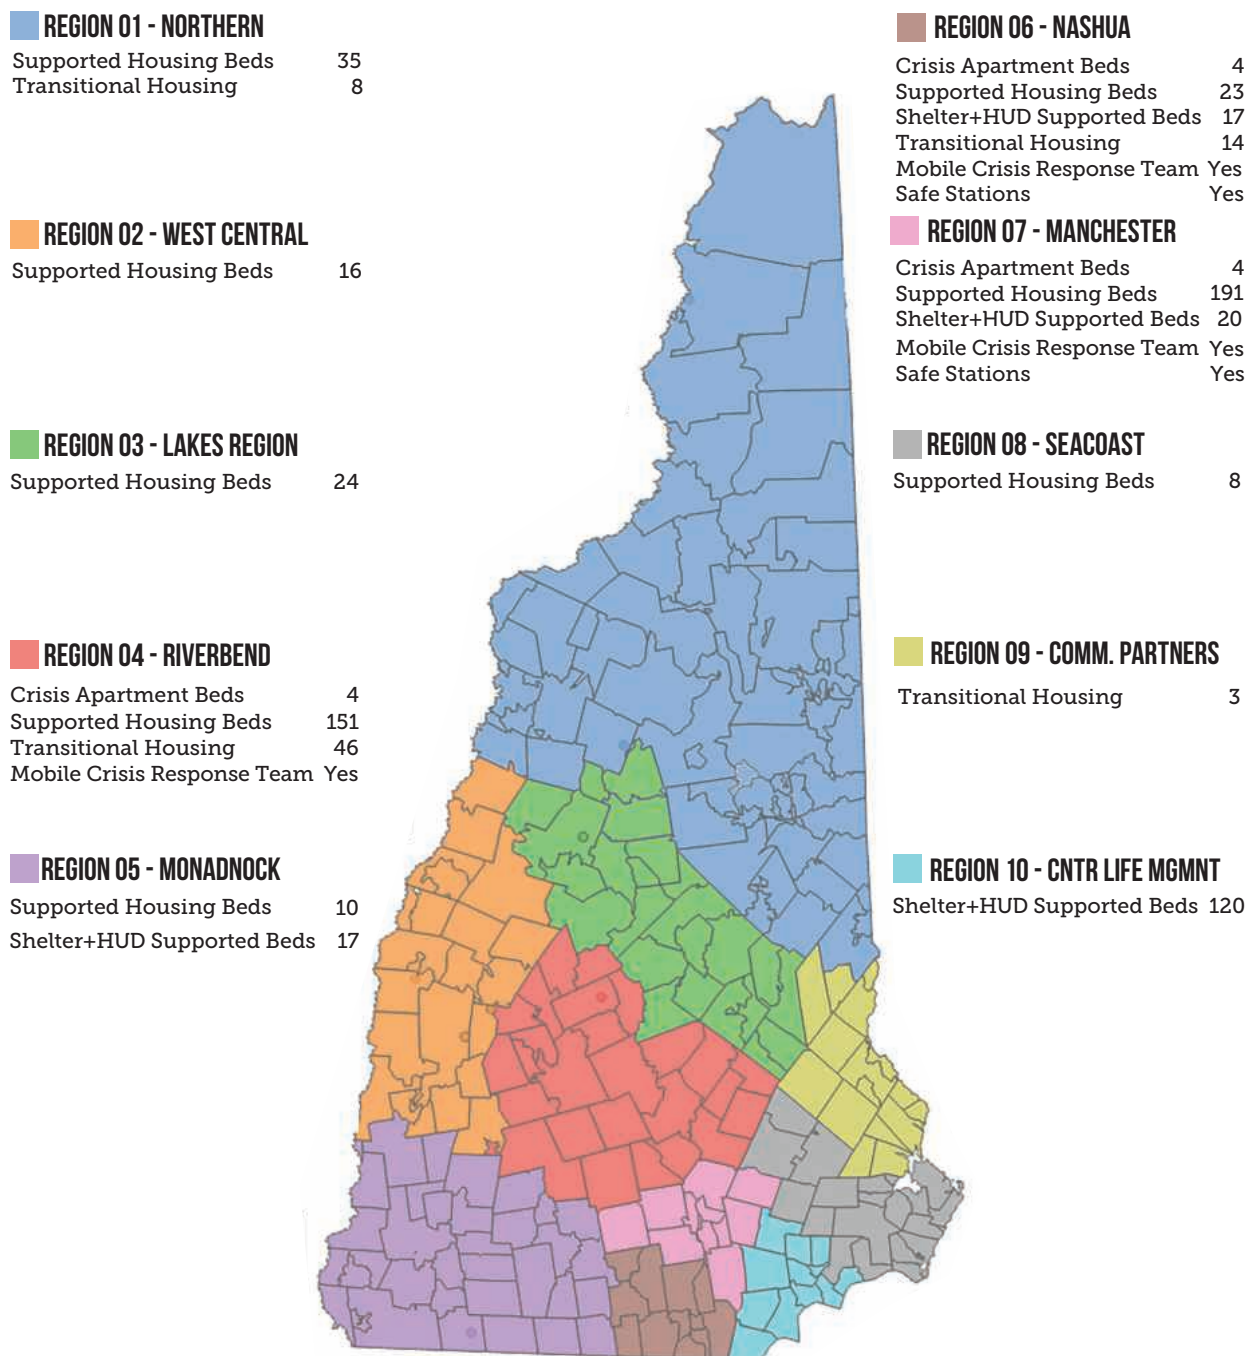 REGION 01 - NORTHERN
Supported Housing Beds 35
Transitional Housing 8
REGION 02 - WEST CENTRAL
Supported Housing Beds 16
REGION 03 - LAKES REGION
Supported Housing Beds 24
REGION 04 - RIVERBEND
Crisis Apartment Beds 4
Supported Housing Beds 151
Transitional Housing 46
Mobile Crisis Response Team Yes
REGION 05 - MONADNOCK
Supported Housing Beds 10
Shelter+HUD Supported Beds 17
REGION 06 - NASHUA
Crisis Apartment Beds 4
Supported Housing Beds 23
Shelter+HUD Supported Beds 17
Transitional Housing 14
Mobile Crisis Response Team Yes
Safe Stations Yes
REGION 07 - MANCHESTER
Crisis Apartment Beds 4
Supported Housing Beds 191
Shelter+HUD Supported Beds 20
Mobile Crisis Response Team Yes
Safe Stations Yes
REGION 08 - SEACOAST
Supported Housing Beds 8
REGION 09 - COMM. PARTNERS
Transitional Housing 3
REGION 10 - CNTR LIFE MGMNT
Shelter+HUD Supported Beds 120